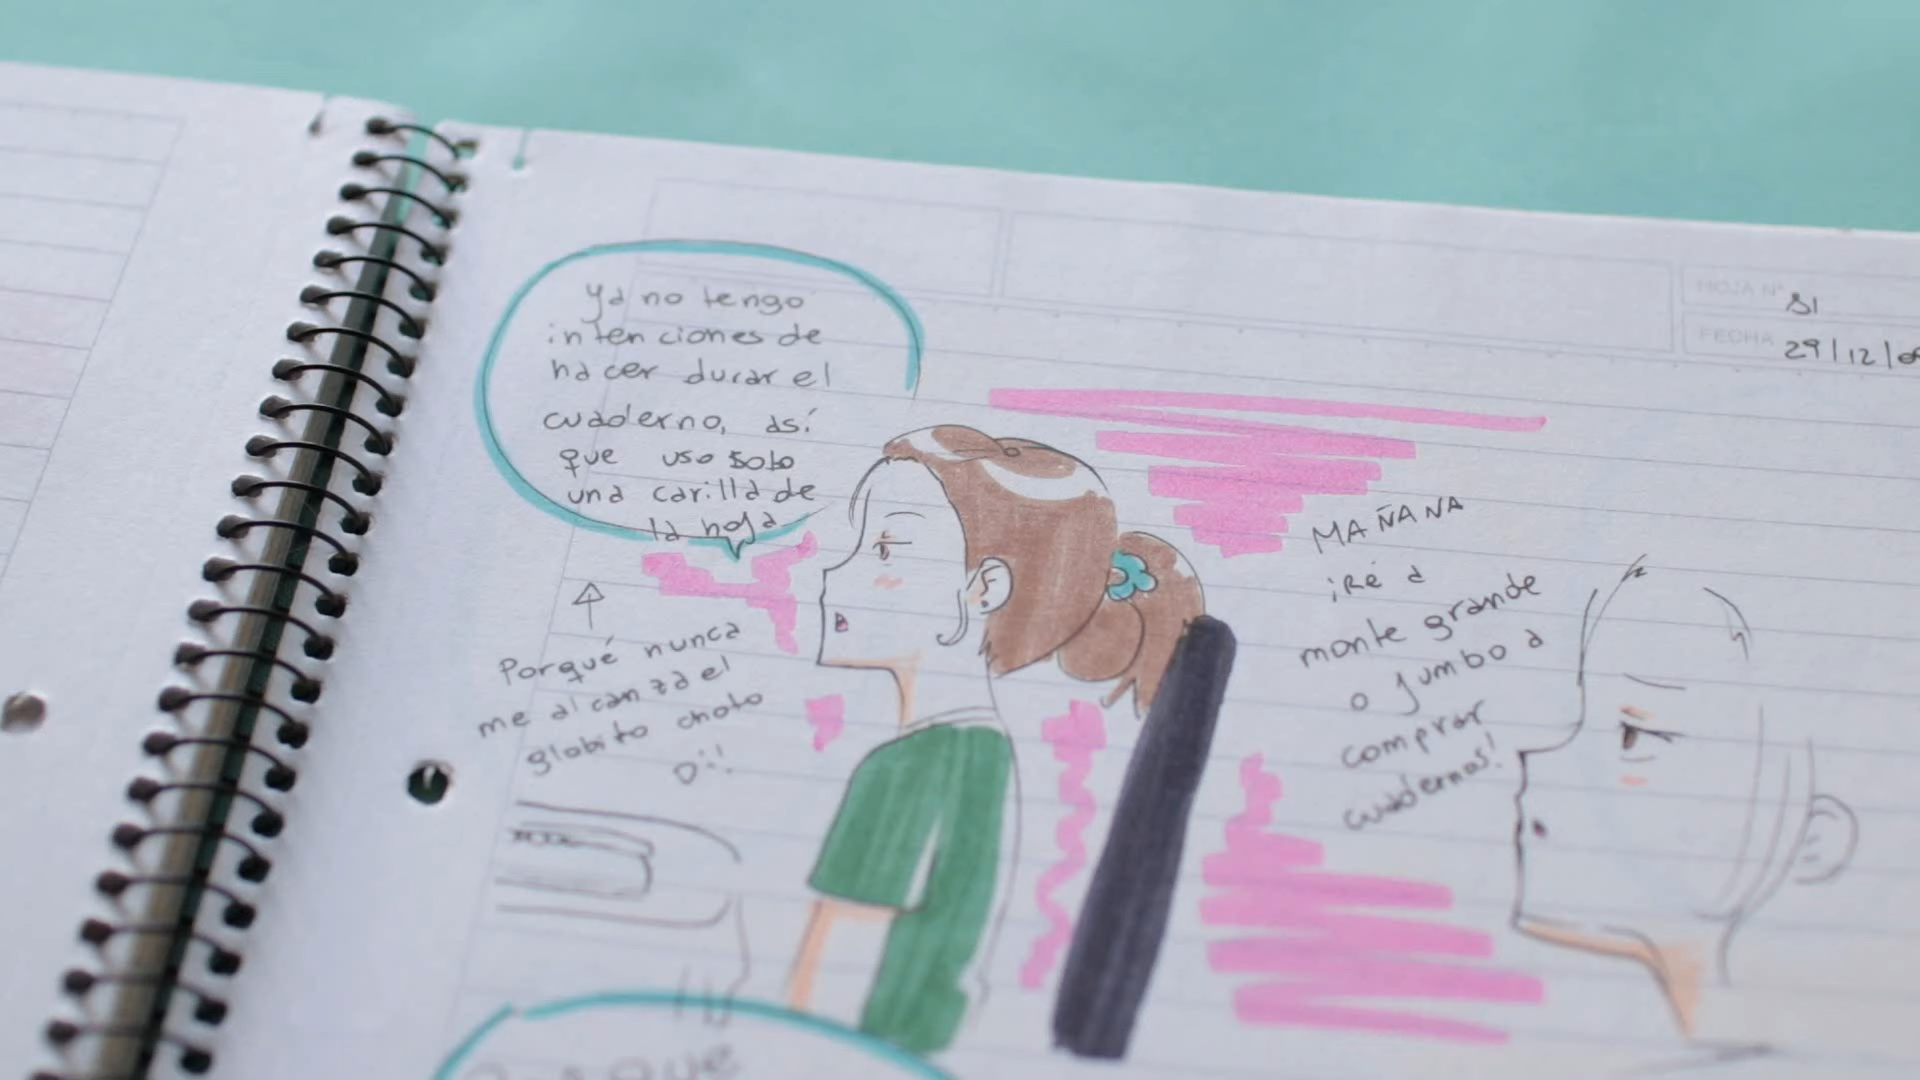 HOJA Nº 81
FECHA 29/12/0
ya no tengo
intenciones de
hacer durar el
cuaderno, así
que uso solo
una carilla de
la hoja
Porqué nunca
me alcanza el
globito choto
D:!
MAÑANA
iRé a
monte grande
o Jumbo a
comprar
cuadernos!
que